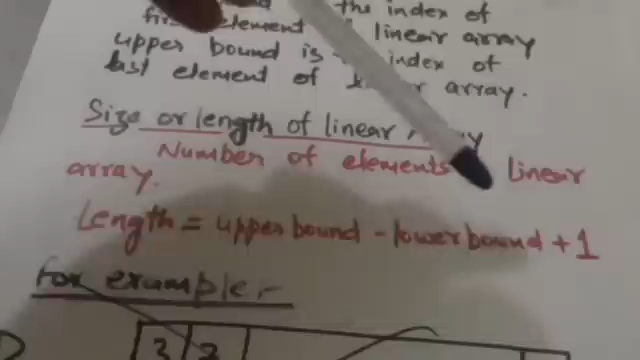 the index of
element linear array
upper bound is index of
last element of array.
Size or length of linear
Number of elements linear
array.
Length = upper bound - lower bound + 1
For example:-
3 2